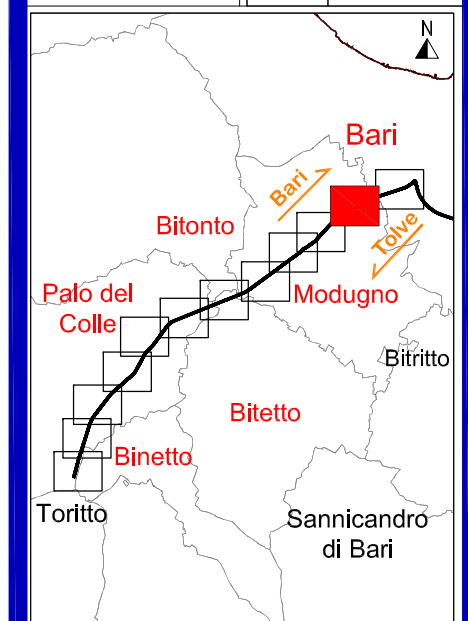 N
Bari
Bari
Tolve
Bitonto
Modugno
Palo del
Colle
Bitritto
Bitetto
Binetto
Toritto
Sannicandro
di Bari